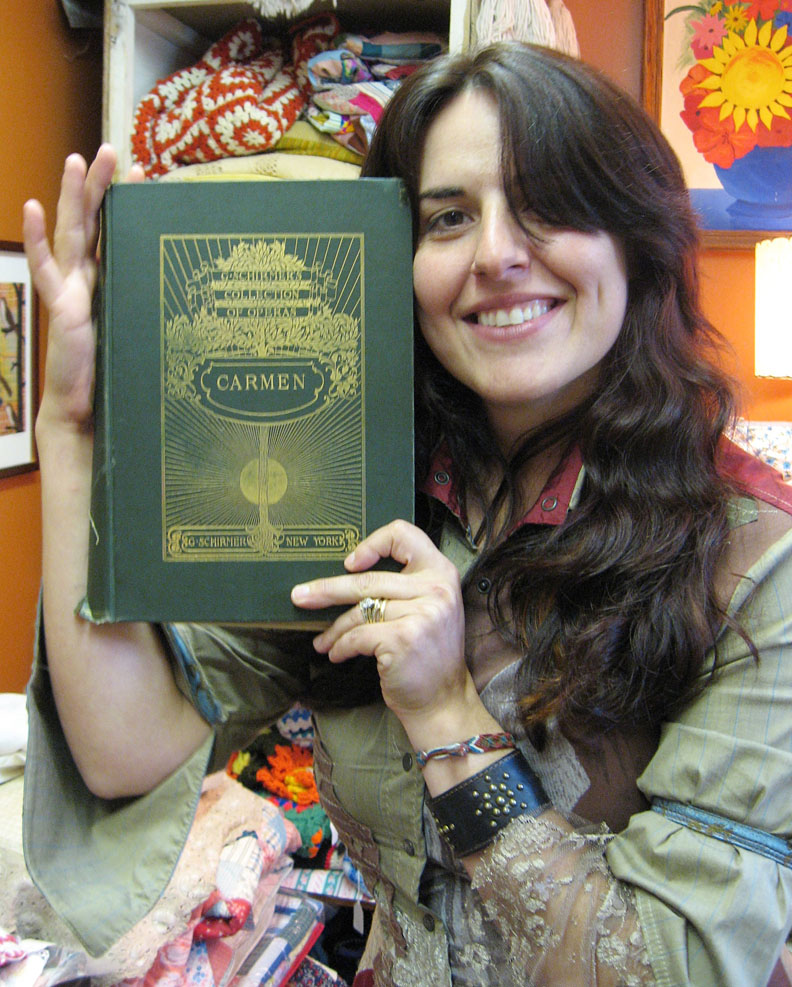 G. SCHIRMER'S
COLLECTION
OF OPERAS
CARMEN
G. SCHIRMER NEW YORK